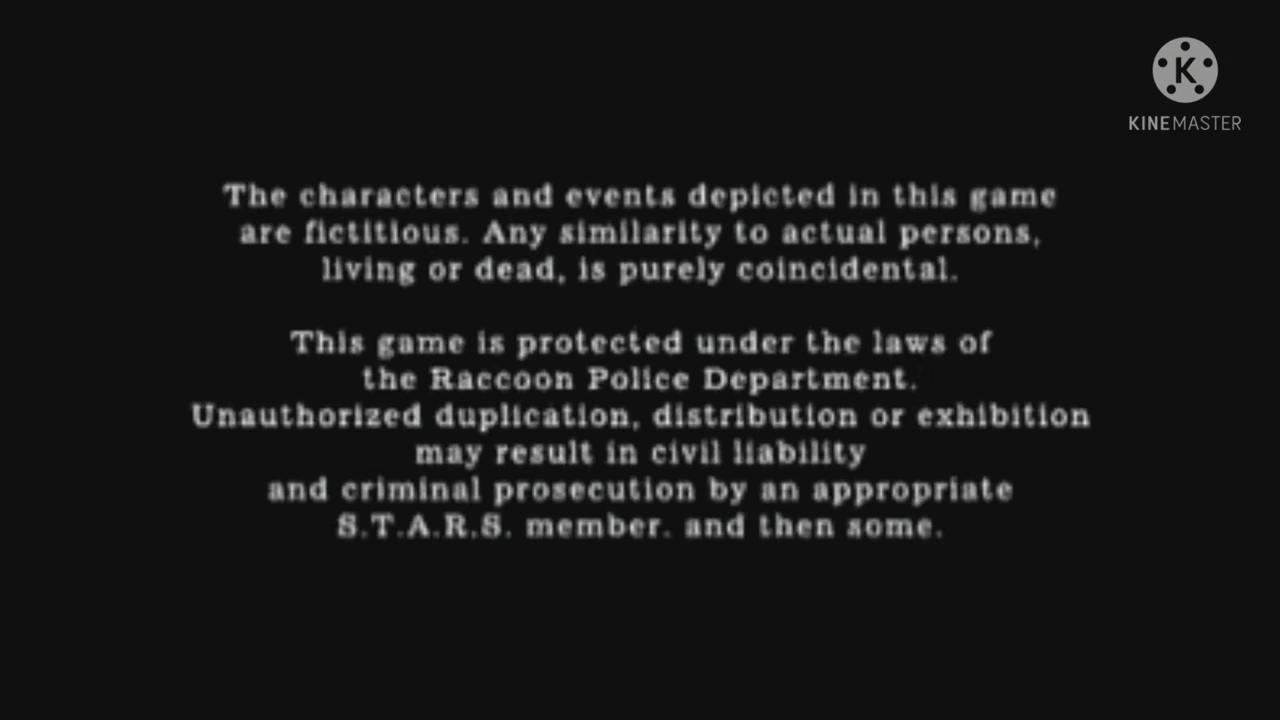 K
KINEMASTER
The characters and events depicted in this game
are fictitious. Any similarity to actual persons,
living or dead, is purely coincidental.
This game is protected under the laws of
the Raccoon Police Department.
Unauthorized duplication, distribution or exhibition
may result in civil liability
and criminal prosecution by an appropriate
S.T.A.R.S. member. and then some.